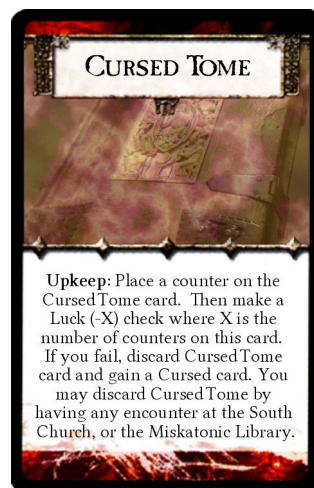 CURSED TOME
Upkeep: Place a counter on the
Cursed Tome card. Then make a
Luck (-X) check where X is the
number of counters on this card.
If you fail, discard Cursed Tome
card and gain a Cursed card. You
may discard Cursed Tome by
having any encounter at the South
Church, or the Miskatonic Library.